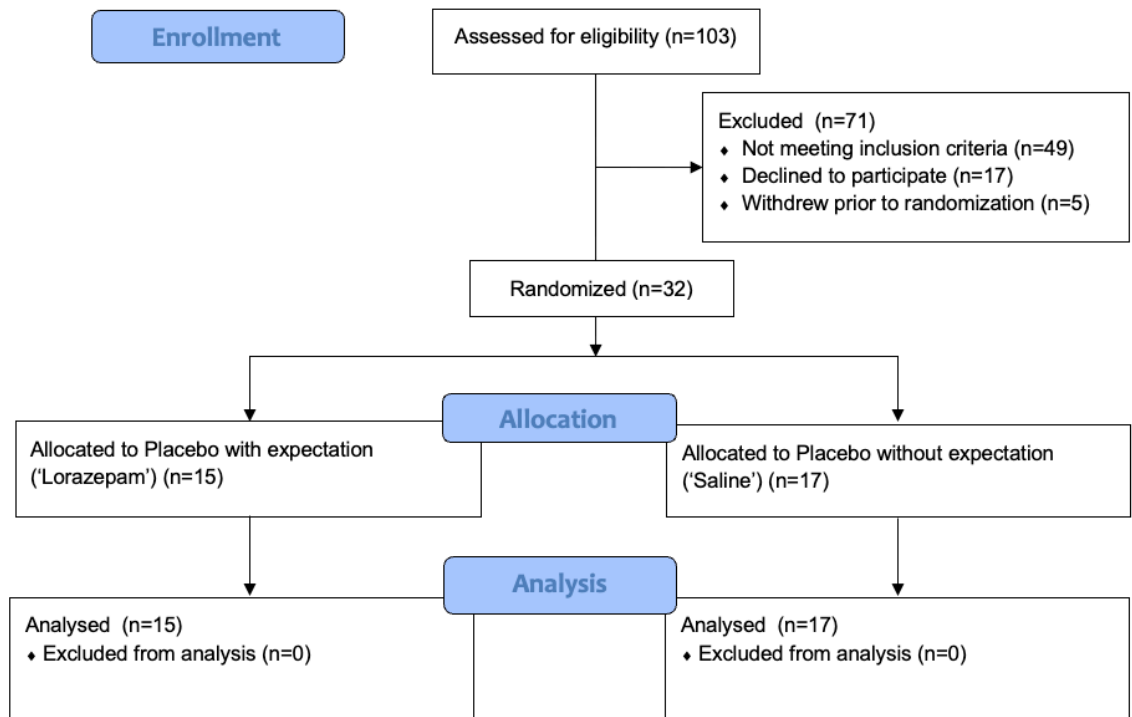 Enrollment
Assessed for eligibility (n=103)
Excluded  (n=71)
♦ Not meeting inclusion criteria (n=49)
♦ Declined to participate (n=17)
♦ Withdrew prior to randomization (n=5)
Randomized (n=32)
Allocation
Allocated to Placebo with expectation
(‘Lorazepam’) (n=15)
Allocated to Placebo without expectation
(‘Saline’) (n=17)
Analysis
Analysed  (n=15)
♦ Excluded from analysis (n=0)
Analysed  (n=17)
♦ Excluded from analysis (n=0)